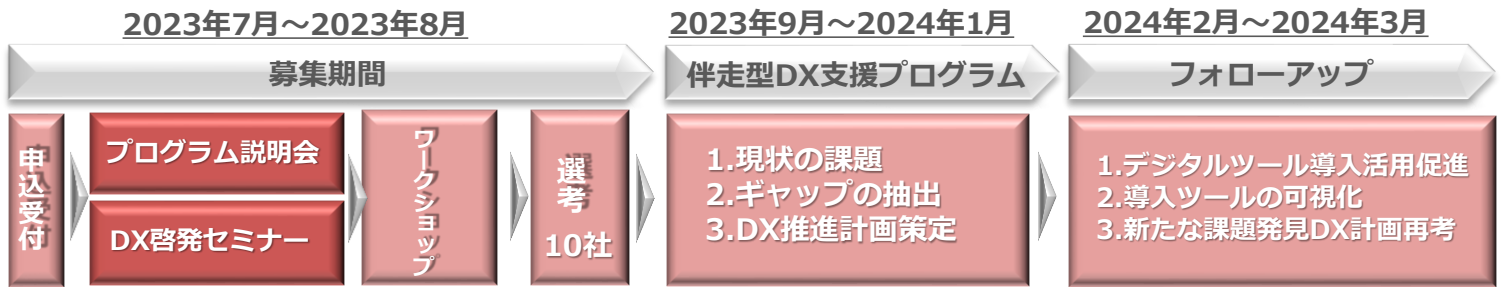 2023年7月～2023年8月
募集期間
申込受付
プログラム説明会
DX啓発セミナー
ワークショップ
選考
10社
2023年9月～2024年1月
伴走型DX支援プログラム
1.現状の課題
2.ギャップの抽出
3.DX推進計画策定
2024年2月～2024年3月
フォローアップ
1.デジタルツール導入活用促進
2.導入ツールの可視化
3.新たな課題発見DX計画再考